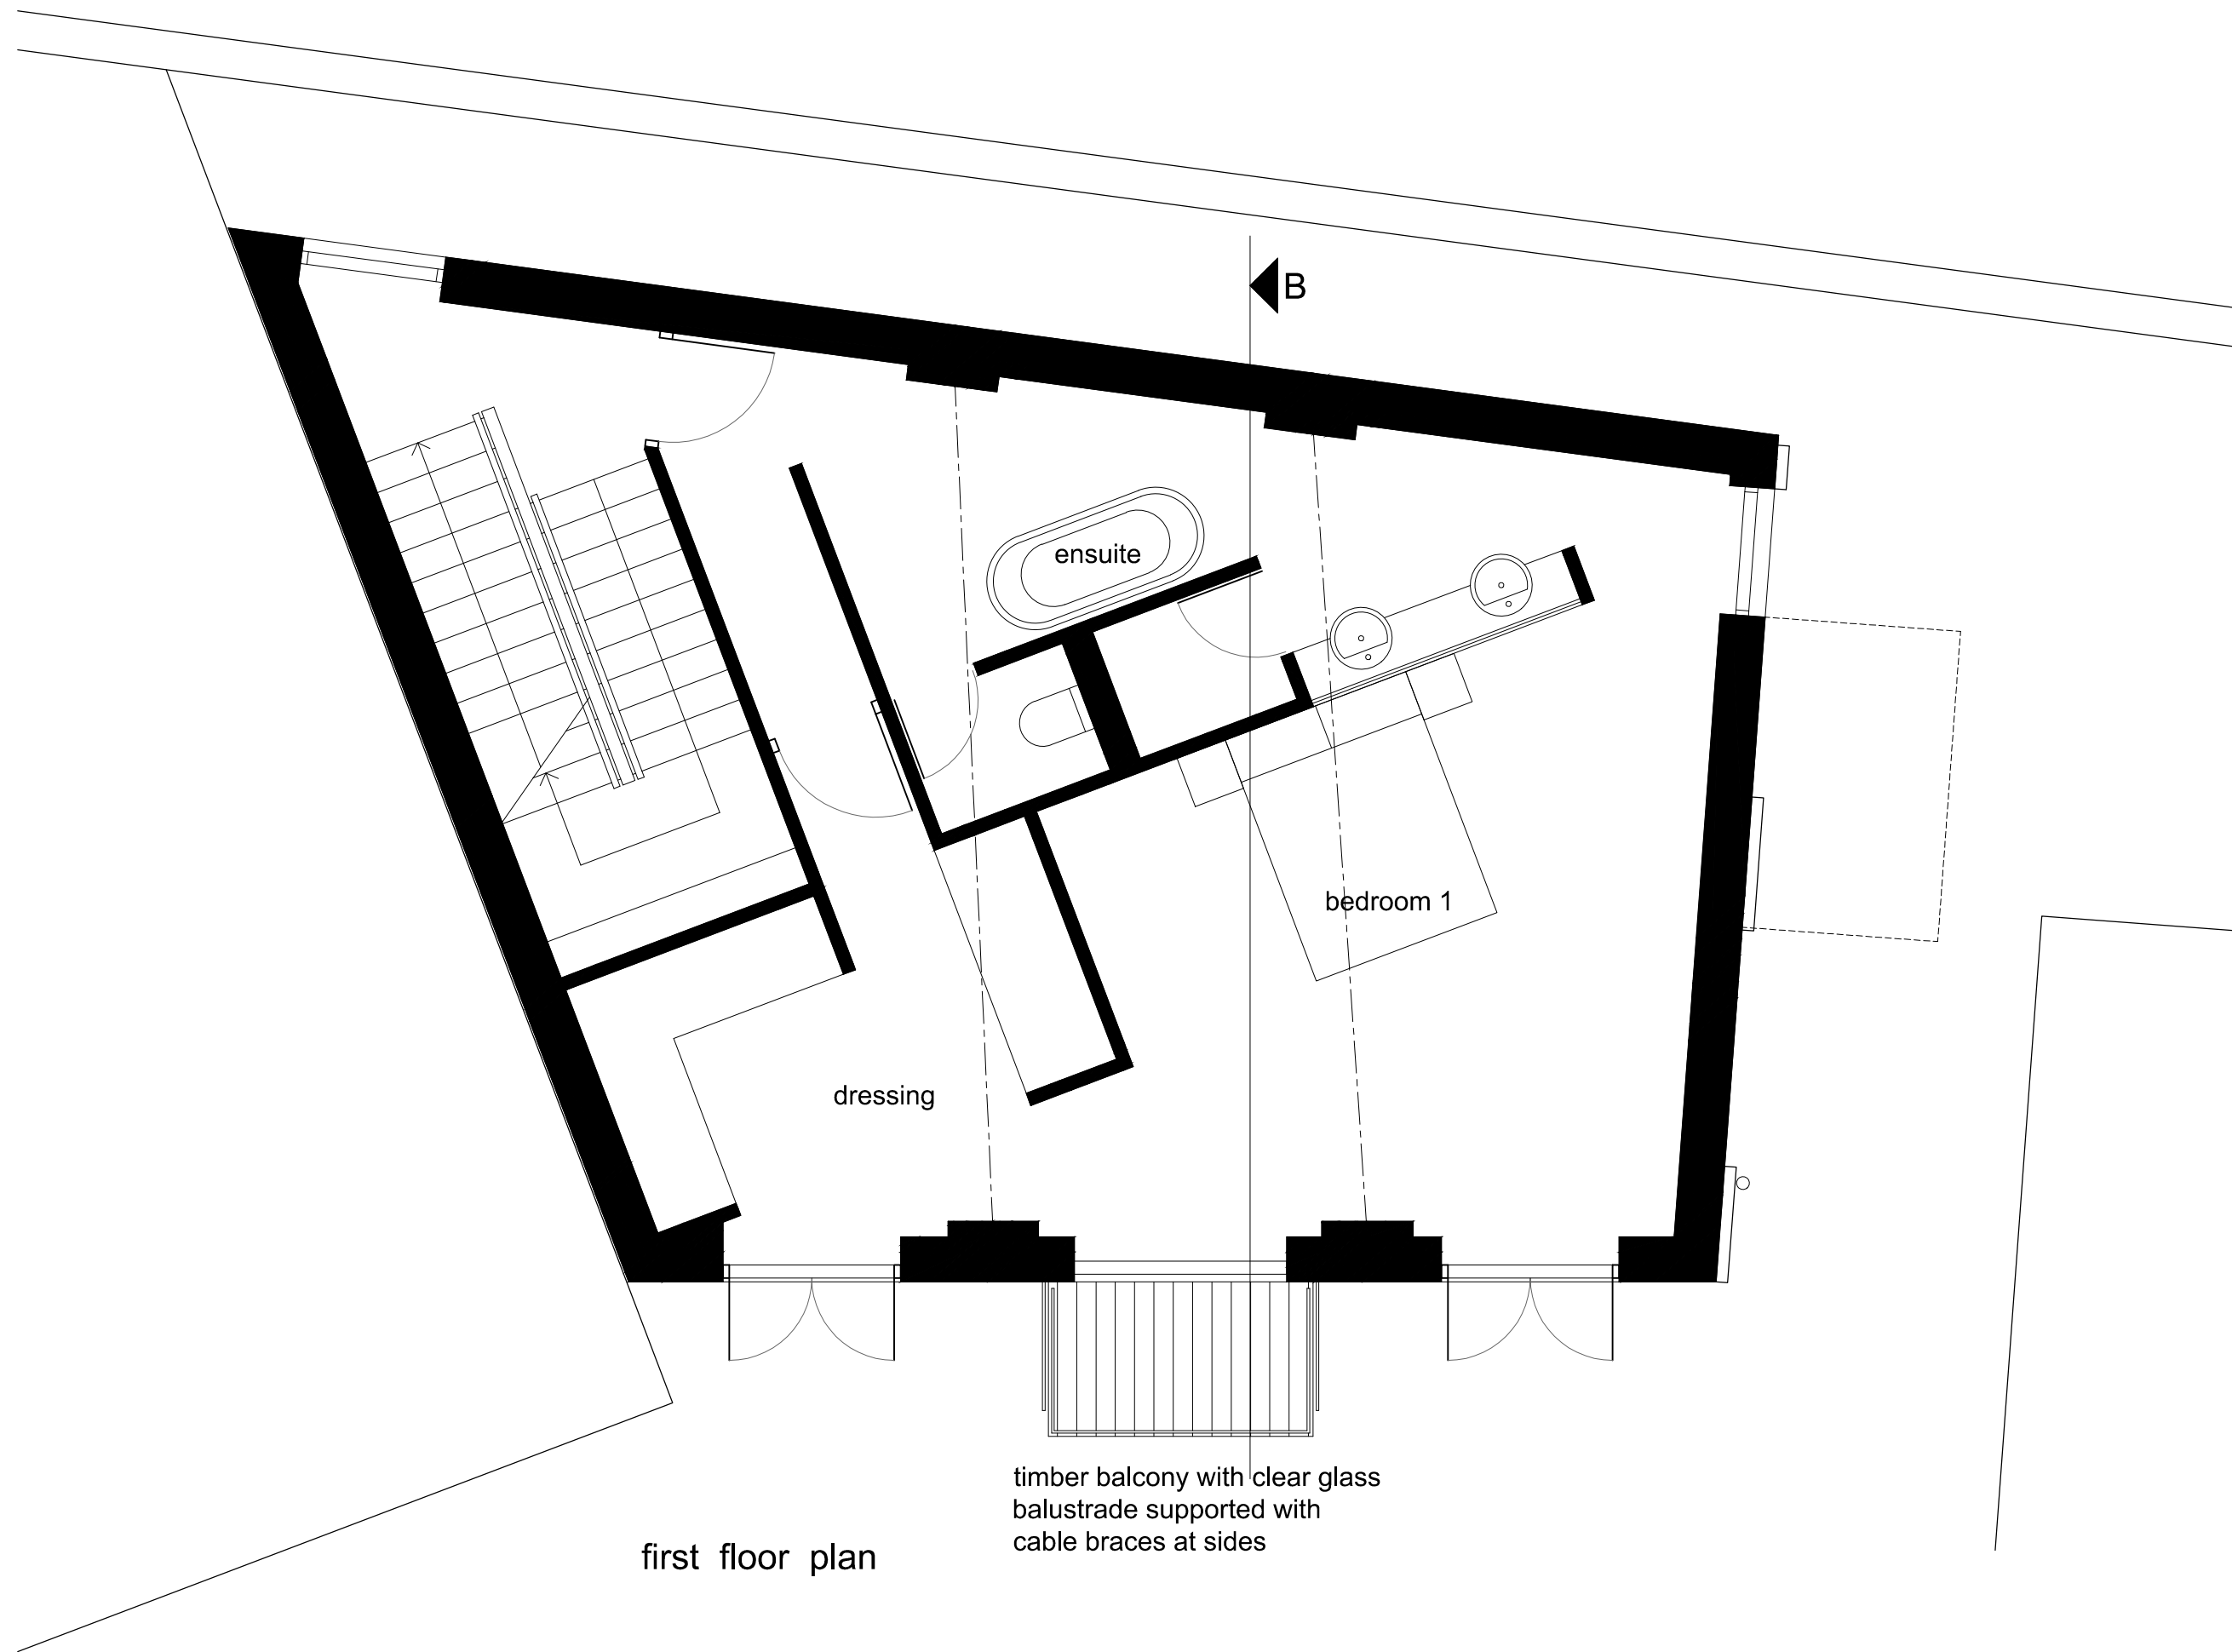 B
ensuite
bedroom 1
dressing
timber balcony with clear glass
balustrade supported with
cable braces at sides
first floor plan